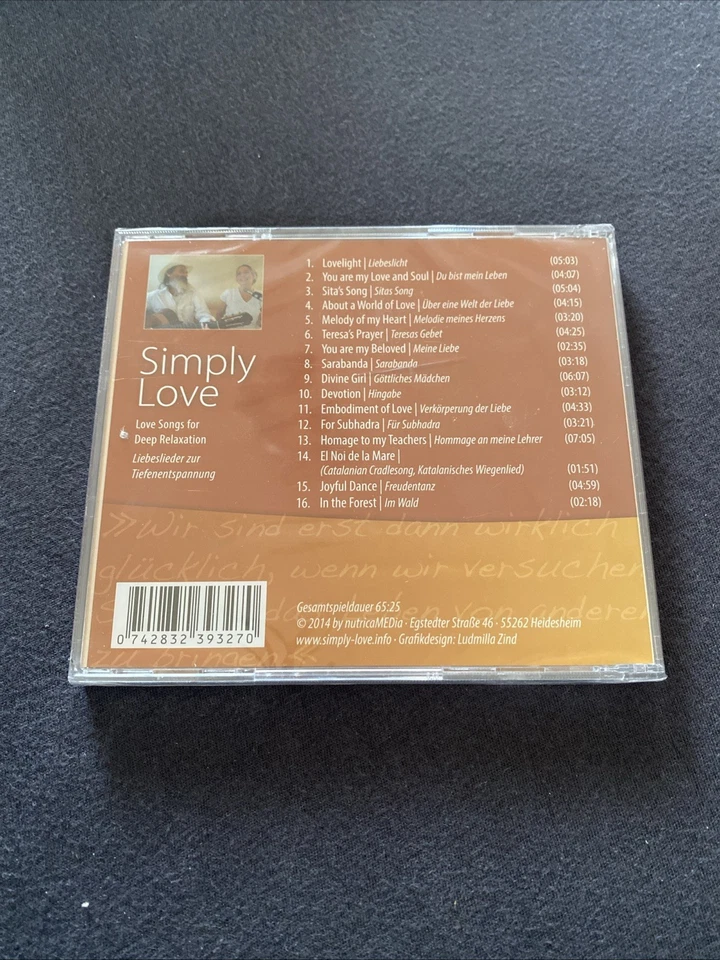 Simply
Love
Love Songs for
Deep Relaxation
Liebeslieder zur
Tiefenentspannung
1. Lovelight | Liebeslicht (05:03)
2. You are my Love and Soul | Du bist mein Leben (04:07)
3. Sita's Song | Sitas Song (05:04)
4. About a World of Love | Über eine Welt der Liebe (04:15)
5. Melody of my Heart | Melodie meines Herzens (03:20)
6. Teresa's Prayer | Teresas Gebet (04:25)
7. You are my Beloved | Meine Liebe (02:35)
8. Sarabanda | Sarabanda (03:18)
9. Divine Girl | Göttliches Mädchen (06:07)
10. Devotion | Hingabe (03:12)
11. Embodiment of Love | Verkörperung der Liebe (04:33)
12. For Subhadra | Für Subhadra (03:21)
13. Homage to my Teachers | Hommage an meine Lehrer (07:05)
14. El Noi de la Mare |
(Catalanian Cradlesong, Katalanisches Wiegenlied) (01:51)
15. Joyful Dance | Freudentanz (04:59)
16. In the Forest | Im Wald (02:18)
»Wir sind erst dann wirklich
glücklich, wenn wir versuchen
von anderen
zu bringen«
0 742832 393270
Gesamtspieldauer 65:25
© 2014 by nutricaMEDia · Egstedter Straße 46 · 55262 Heidesheim
www.simply-love.info · Grafikdesign: Ludmilla Zind